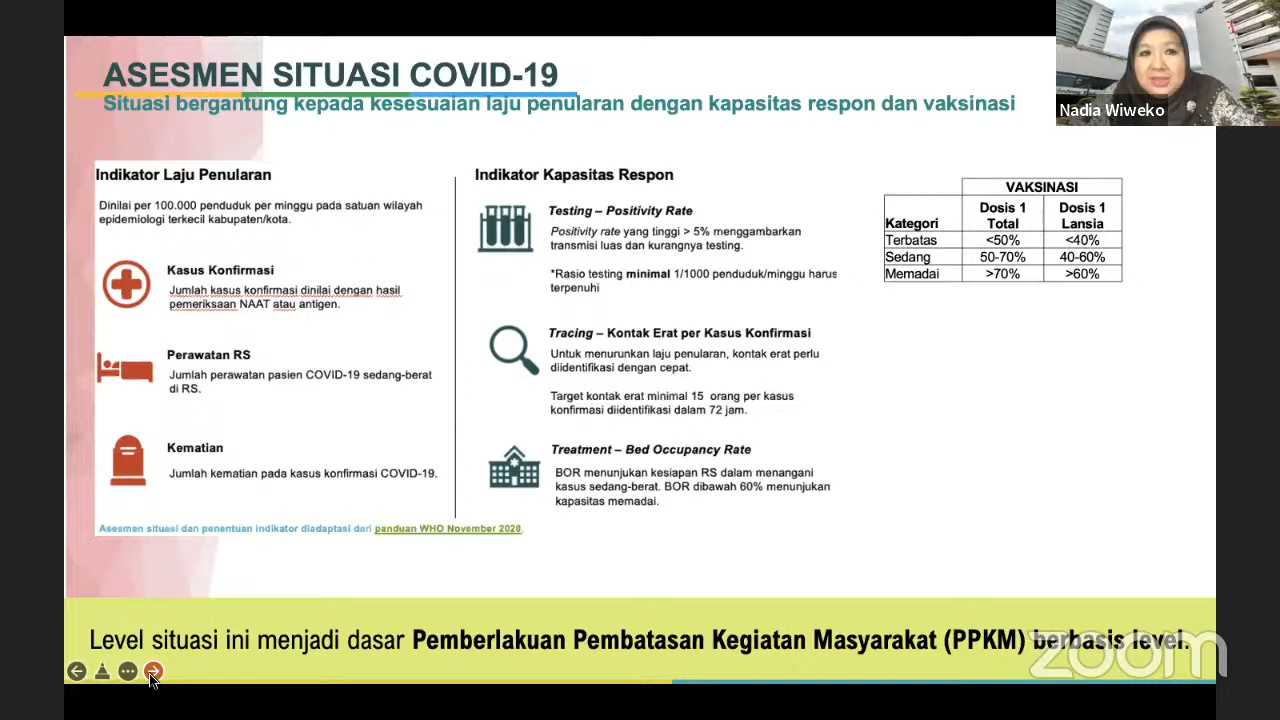 ASESMEN SITUASI COVID-19
Situasi bergantung kepada kesesuaian laju penularan dengan kapasitas respon dan vaksinasi
Nadia Wiweko
Indikator Laju Penularan
Dinilai per 100.000 penduduk per minggu pada satuan wilayah
epidemiologi terkecil kabupaten/kota.
Kasus Konfirmasi
Jumlah kasus konfirmasi dinilai dengan hasil
pemeriksaan NAAT atau antigen.
Perawatan RS
Jumlah perawatan pasien COVID-19 sedang-berat
di RS.
Kematian
Jumlah kematian pada kasus konfirmasi COVID-19.
Asesmen situasi dan penentuan indikator diadaptasi dari panduan WHO November 2020.
Indikator Kapasitas Respon
Testing – Positivity Rate
Positivity rate yang tinggi > 5% menggambarkan
transmisi luas dan kurangnya testing.
*Rasio testing minimal 1/1000 penduduk/minggu harus
terpenuhi
Tracing – Kontak Erat per Kasus Konfirmasi
Untuk menurunkan laju penularan, kontak erat perlu
diidentifikasi dengan cepat.
Target kontak erat minimal 15 orang per kasus
konfirmasi diidentifikasi dalam 72 jam.
Treatment – Bed Occupancy Rate
BOR menunjukan kesiapan RS dalam menangani
kasus sedang-berat. BOR dibawah 60% menunjukan
kapasitas memadai.
VAKSINASI
Kategori Dosis 1 Total Dosis 1 Lansia
Terbatas <50% <40%
Sedang 50-70% 40-60%
Memadai >70% >60%
Level situasi ini menjadi dasar Pemberlakuan Pembatasan Kegiatan Masyarakat (PPKM) berbasis level.
zoom